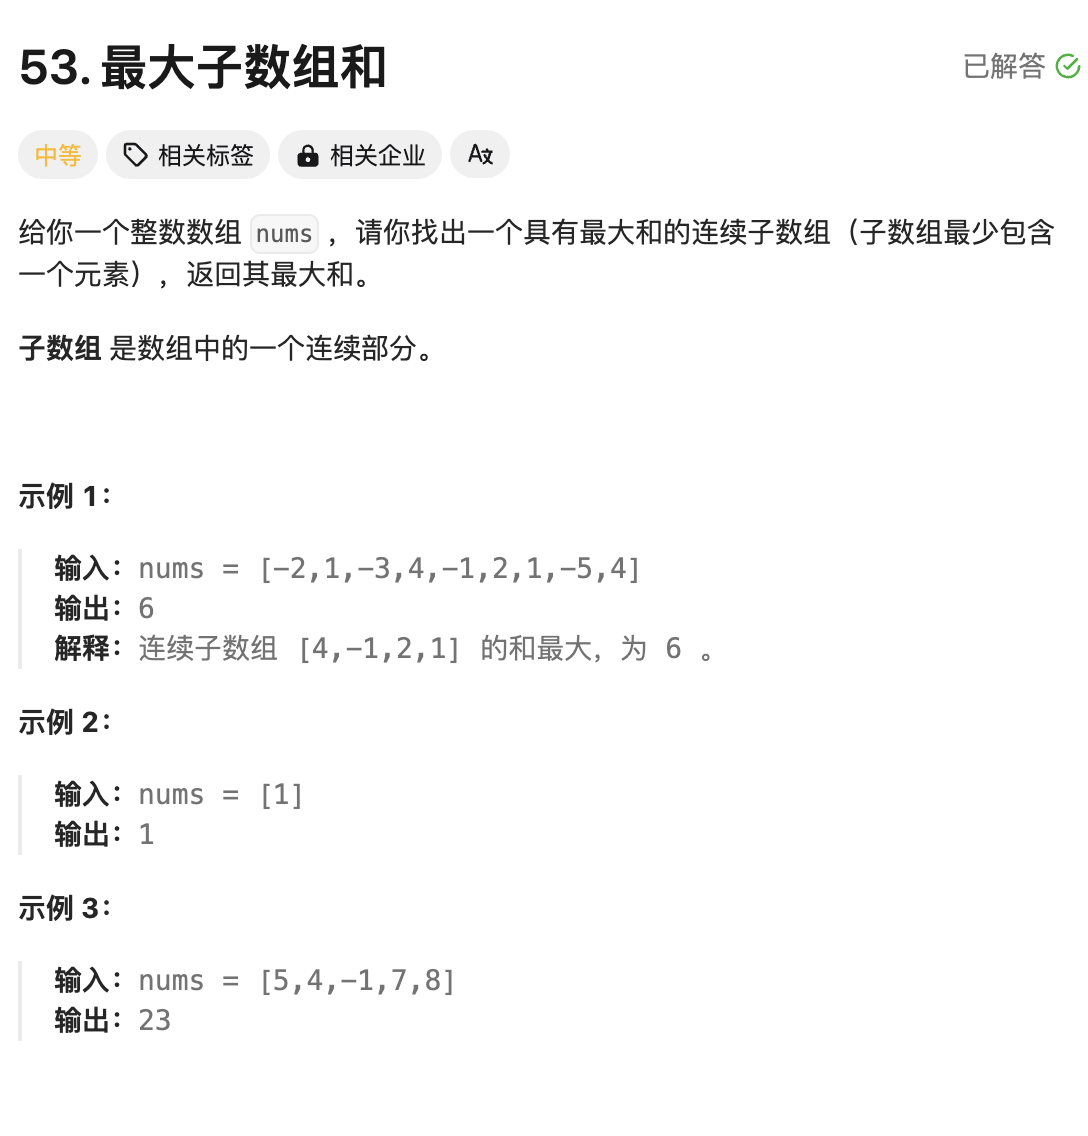 53. 最大子数组和
已解答
中等 相关标签 相关企业
给你一个整数数组 nums ，请你找出一个具有最大和的连续子数组（子数组最少包含
一个元素），返回其最大和。
子数组 是数组中的一个连续部分。
示例 1：
输入：nums = [-2,1,-3,4,-1,2,1,-5,4]
输出：6
解释：连续子数组 [4,-1,2,1] 的和最大，为 6 。
示例 2：
输入：nums = [1]
输出：1
示例 3：
输入：nums = [5,4,-1,7,8]
输出：23